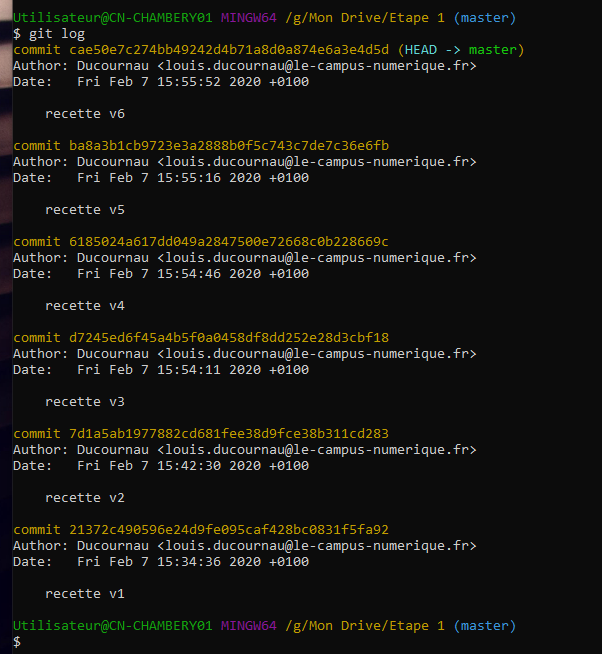 Utilisateur@CN-CHAMBERY01 MINGW64 /g/Mon Drive/Etape 1 (master)
$ git log
commit cae50e7c274bb49242d4b71a8d0a874e6a3e4d5d (HEAD -> master)
Author: Ducournau <louis.ducournau@le-campus-numerique.fr>
Date:   Fri Feb 7 15:55:52 2020 +0100
recette v6
commit ba8a3b1cb9723e3a2888b0f5c743c7de7c36e6fb
Author: Ducournau <louis.ducournau@le-campus-numerique.fr>
Date:   Fri Feb 7 15:55:16 2020 +0100
recette v5
commit 6185024a617dd049a2847500e72668c0b228669c
Author: Ducournau <louis.ducournau@le-campus-numerique.fr>
Date:   Fri Feb 7 15:54:46 2020 +0100
recette v4
commit d7245ed6f45a4b5f0a0458df8dd252e28d3cbf18
Author: Ducournau <louis.ducournau@le-campus-numerique.fr>
Date:   Fri Feb 7 15:54:11 2020 +0100
recette v3
commit 7d1a5ab1977882cd681fee38d9fce38b311cd283
Author: Ducournau <louis.ducournau@le-campus-numerique.fr>
Date:   Fri Feb 7 15:42:30 2020 +0100
recette v2
commit 21372c490596e24d9fe095caf428bc0831f5fa92
Author: Ducournau <louis.ducournau@le-campus-numerique.fr>
Date:   Fri Feb 7 15:34:36 2020 +0100
recette v1
Utilisateur@CN-CHAMBERY01 MINGW64 /g/Mon Drive/Etape 1 (master)
$